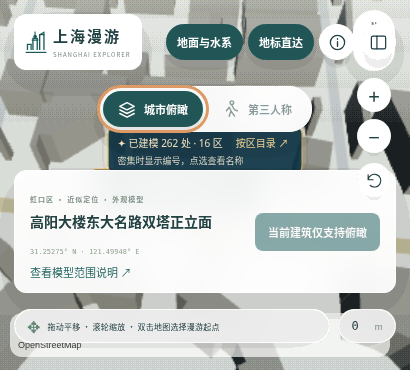 上海漫游
SHANGHAI EXPLORER
地面与水系
地标直达
城市俯瞰
第三人称
✦ 已建模 262 处 · 16 区 按区目录 ↗
密集时显示编号，点选查看名称
虹口区 · 近似定位 · 外观模型
高阳大楼东大名路双塔正立面
31.25275° N · 121.49948° E
查看模型范围说明 ↗
当前建筑仅支持俯瞰
拖动平移 · 滚轮缩放 · 双击地图选择漫游起点
0 m
OpenStreetMap